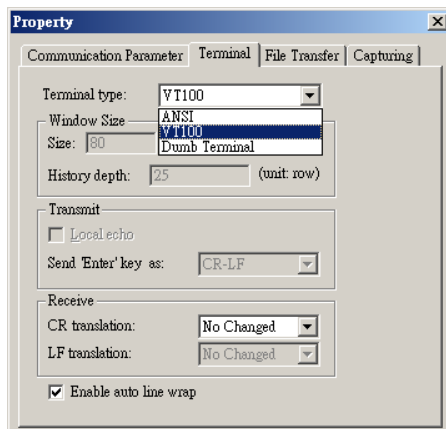 Property
Communication Parameter Terminal File Transfer Capturing
Terminal type: VT100
ANSI
VT100
Dumb Terminal
Window Size
Size: 80
History depth: 25 (unit: row)
Transmit
Local echo
Send 'Enter' key as: CR-LF
Receive
CR translation: No Changed
LF translation: No Changed
Enable auto line wrap